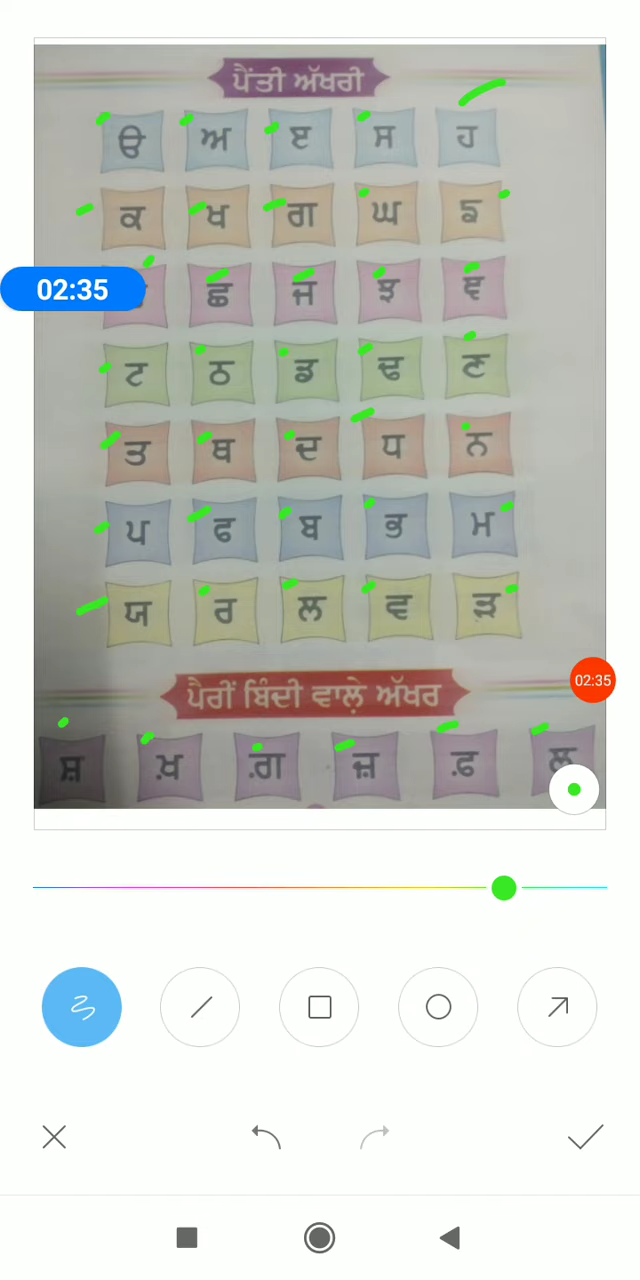 ਪੈਂਤੀ ਅੱਖਰੀ
ੳ ਅ ੲ ਸ ਹ
ਕ ਖ ਗ ਘ ਙ
02:35 ਛ ਜ ਝ ਞ
ਟ ਠ ਡ ਢ ਣ
ਤ ਥ ਦ ਧ ਨ
ਪ ਫ ਬ ਭ ਮ
ਯ ਰ ਲ ਵ ੜ
02:35
ਪੈਰੀਂ ਬਿੰਦੀ ਵਾਲ਼ੇ ਅੱਖਰ
ਸ਼ ਖ਼ ਗ਼ ਜ਼ ਫ਼